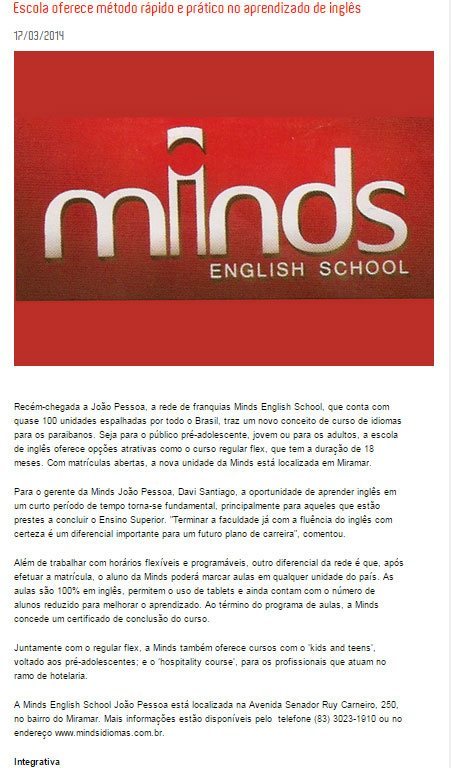 Escola oferece método rápido e prático no aprendizado de inglês
17/03/2014
minds
ENGLISH SCHOOL
Recém-chegada a João Pessoa, a rede de franquias Minds English School, que conta com
quase 100 unidades espalhadas por todo o Brasil, traz um novo conceito de curso de idiomas
para os paraibanos. Seja para o público pré-adolescente, jovem ou para os adultos, a escola
de inglês oferece opções atrativas como o curso regular flex, que tem a duração de 18
meses. Com matrículas abertas, a nova unidade da Minds está localizada em Miramar.
Para o gerente da Minds João Pessoa, Davi Santiago, a oportunidade de aprender inglês em
um curto período de tempo torna-se fundamental, principalmente para aqueles que estão
prestes a concluir o Ensino Superior. "Terminar a faculdade já com a fluência do inglês com
certeza é um diferencial importante para um futuro plano de carreira", comentou.
Além de trabalhar com horários flexíveis e programáveis, outro diferencial da rede é que, após
efetuar a matrícula, o aluno da Minds poderá marcar aulas em qualquer unidade do país. As
aulas são 100% em inglês, permitem o uso de tablets e ainda contam com o número de
alunos reduzido para melhorar o aprendizado. Ao término do programa de aulas, a Minds
concede um certificado de conclusão do curso.
Juntamente com o regular flex, a Minds também oferece cursos com o 'kids and teens',
voltado aos pré-adolescentes; e o 'hospitality course', para os profissionais que atuam no
ramo de hotelaria.
A Minds English School João Pessoa está localizada na Avenida Senador Ruy Carneiro, 250,
no bairro do Miramar. Mais informações estão disponíveis pelo telefone (83) 3023-1910 ou no
endereço www.mindsidiomas.com.br.
Integrativa